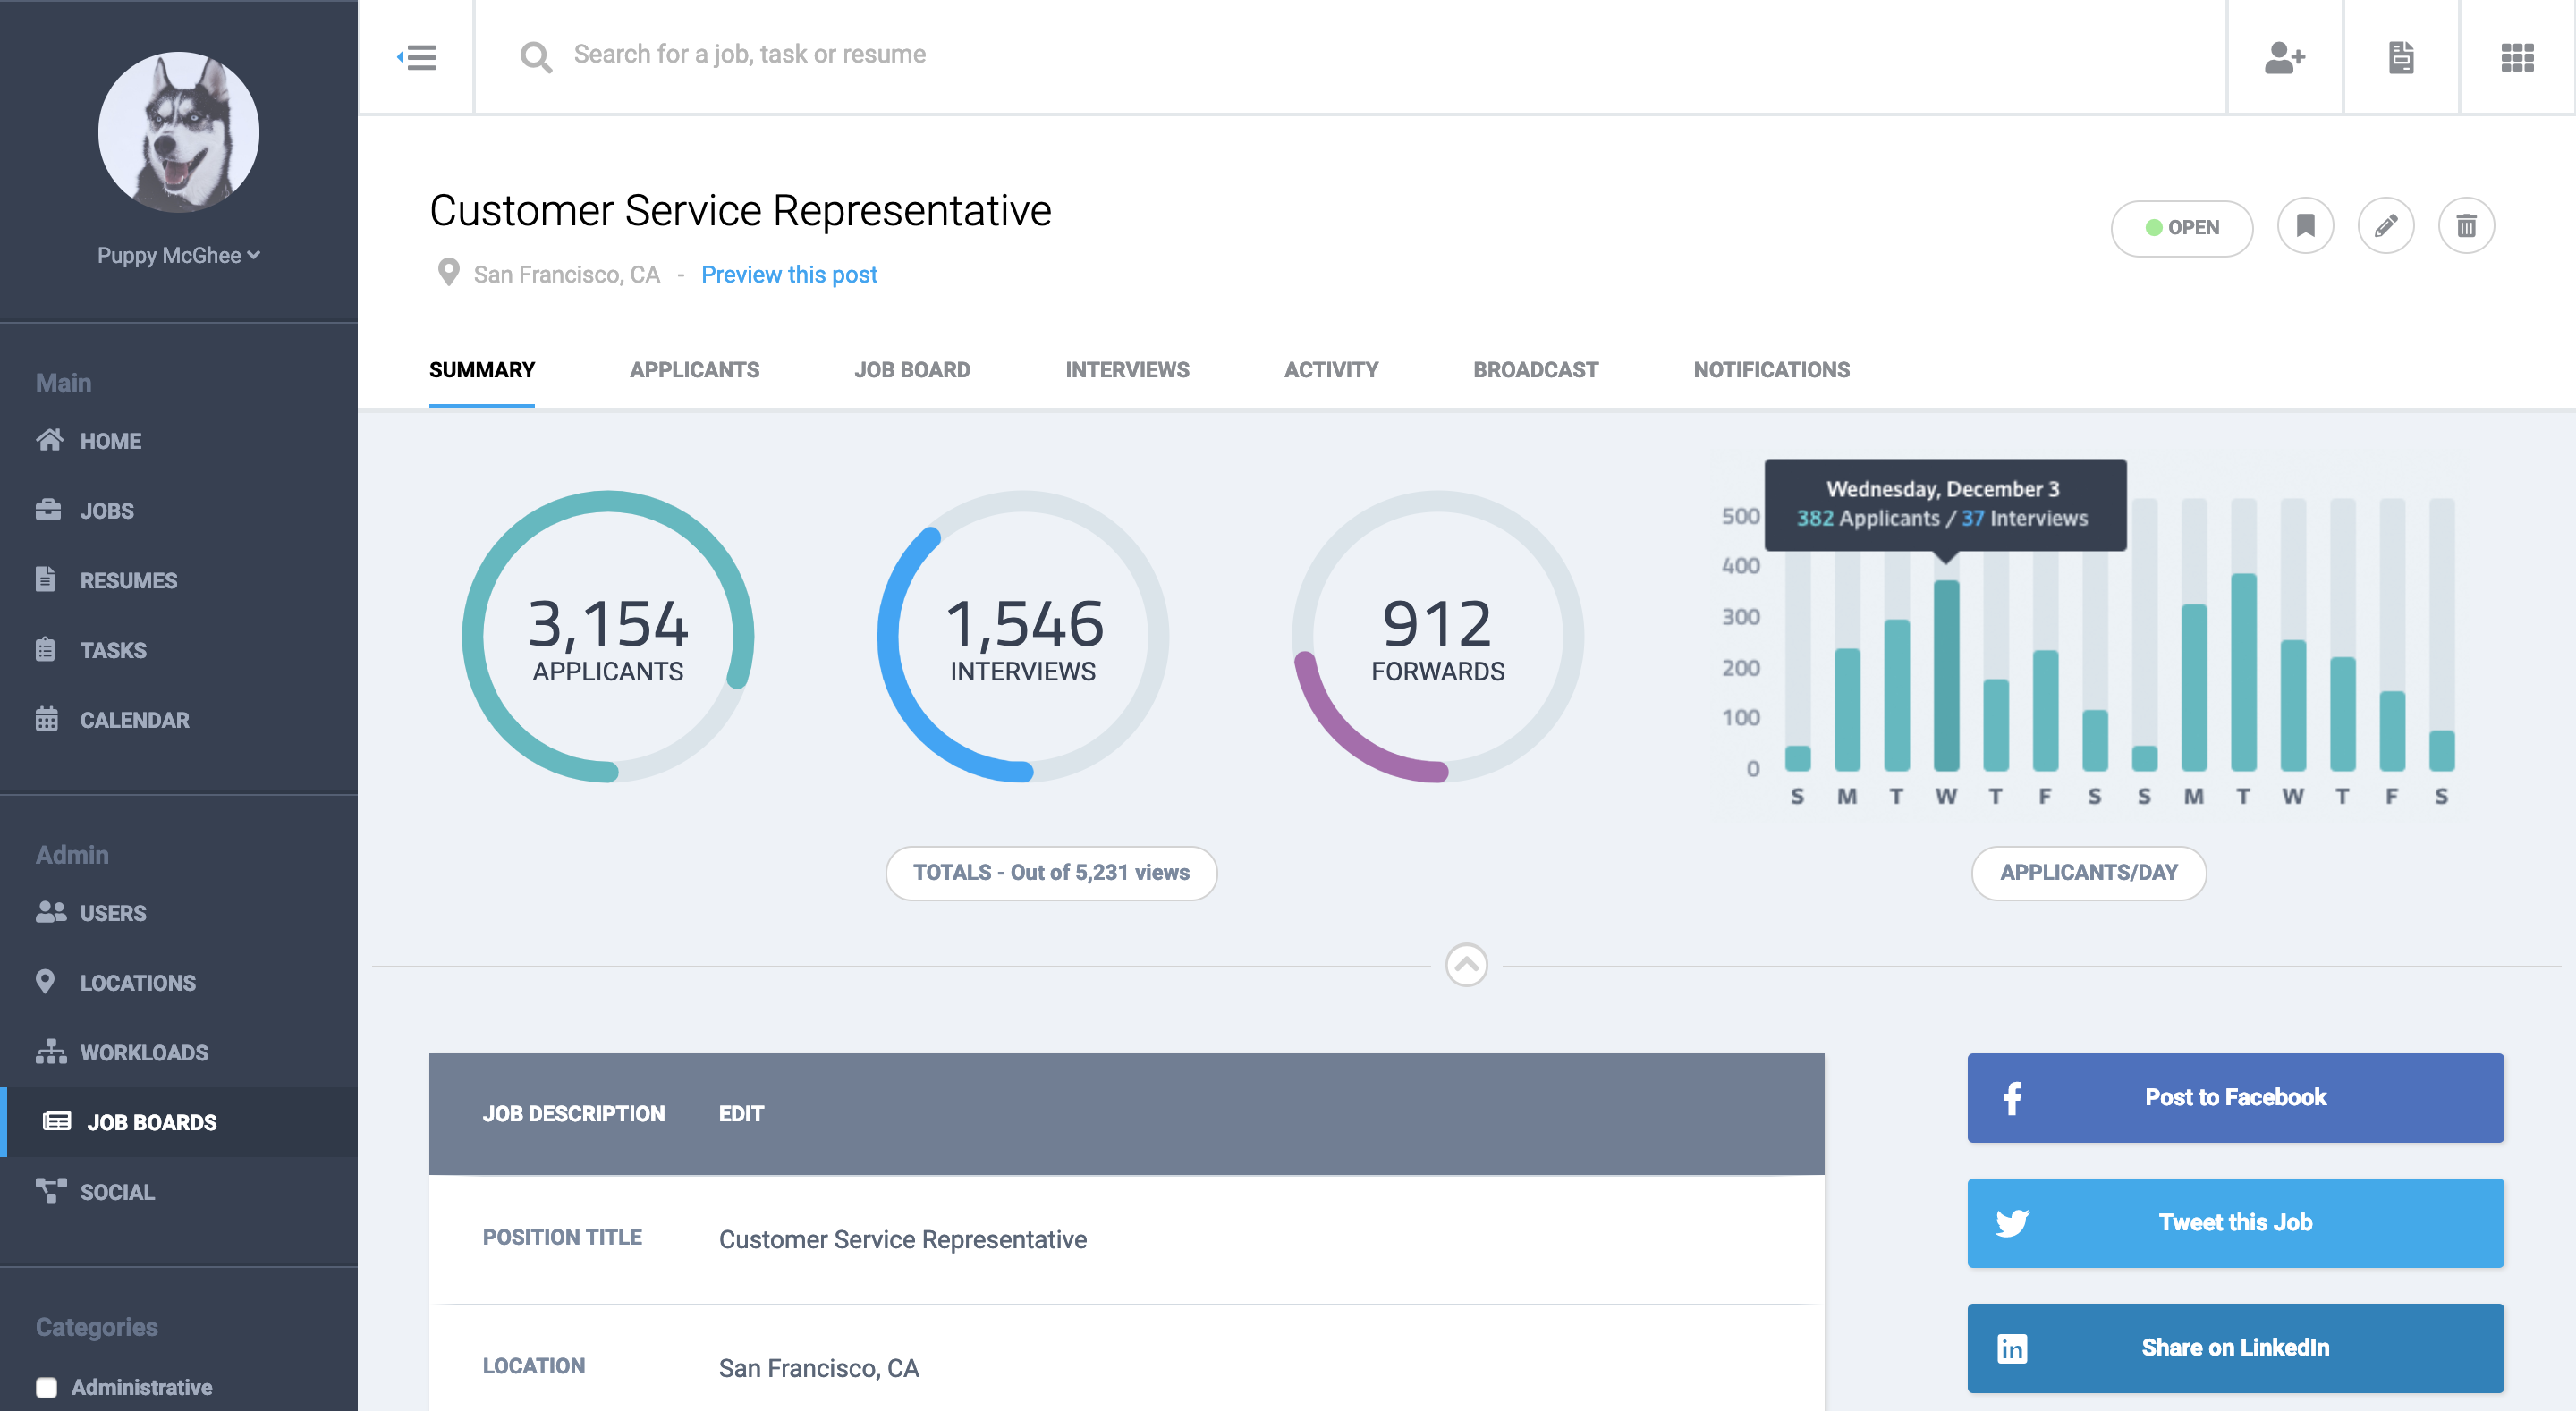 Search for a job, task or resume
Puppy McGhee
Main
HOME
JOBS
RESUMES
TASKS
CALENDAR
Admin
USERS
LOCATIONS
WORKLOADS
JOB BOARDS
SOCIAL
Categories
Administrative
Customer Service Representative
San Francisco, CA - Preview this post
OPEN
SUMMARY APPLICANTS JOB BOARD INTERVIEWS ACTIVITY BROADCAST NOTIFICATIONS
3,154
APPLICANTS
1,546
INTERVIEWS
912
FORWARDS
TOTALS - Out of 5,231 views
Wednesday, December 3
382 Applicants / 37 Interviews
500
400
300
200
100
0
S M T W T F S S M T W T F S
APPLICANTS/DAY
JOB DESCRIPTION EDIT
POSITION TITLE Customer Service Representative
LOCATION San Francisco, CA
Post to Facebook
Tweet this Job
Share on LinkedIn